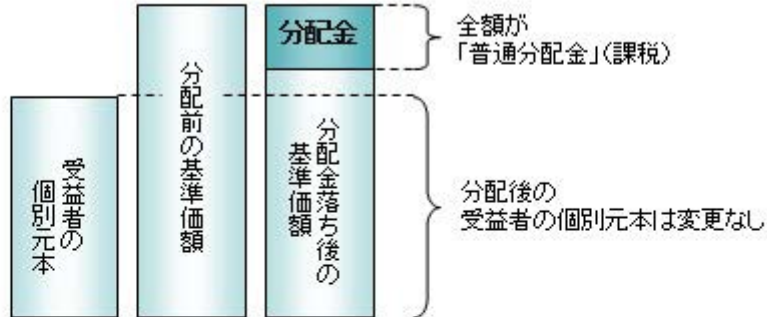 受益者の
個別元本
分配前の基準価額
分配金
分配金落ち後の
基準価額
全額が
「普通分配金」(課税)
分配後の
受益者の個別元本は変更なし